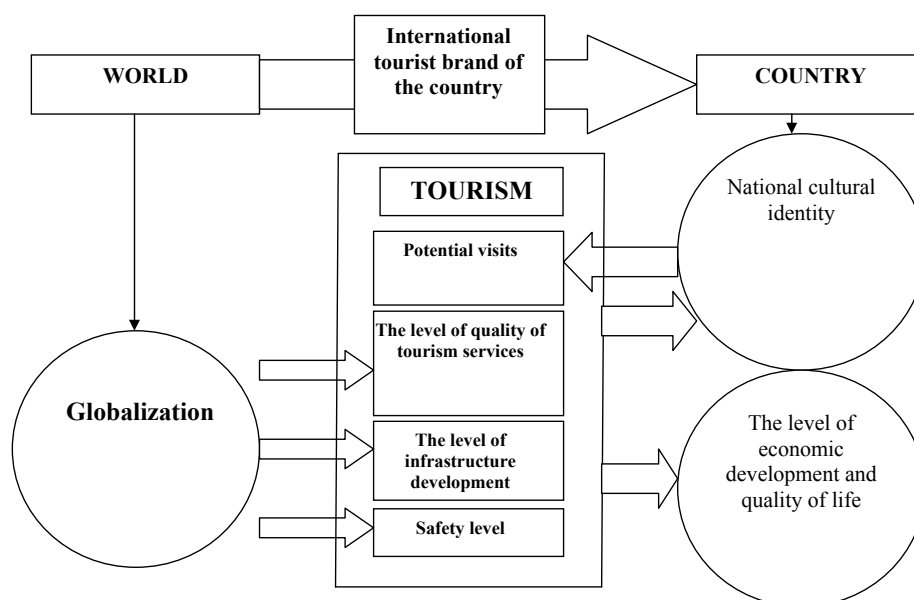 International
tourist brand of
the country
WORLD
COUNTRY
TOURISM
National cultural
identity
Potential visits
The level of quality of
tourism services
Globalization
The level of
infrastructure
development
The level of
economic
development and
quality of life
Safety level